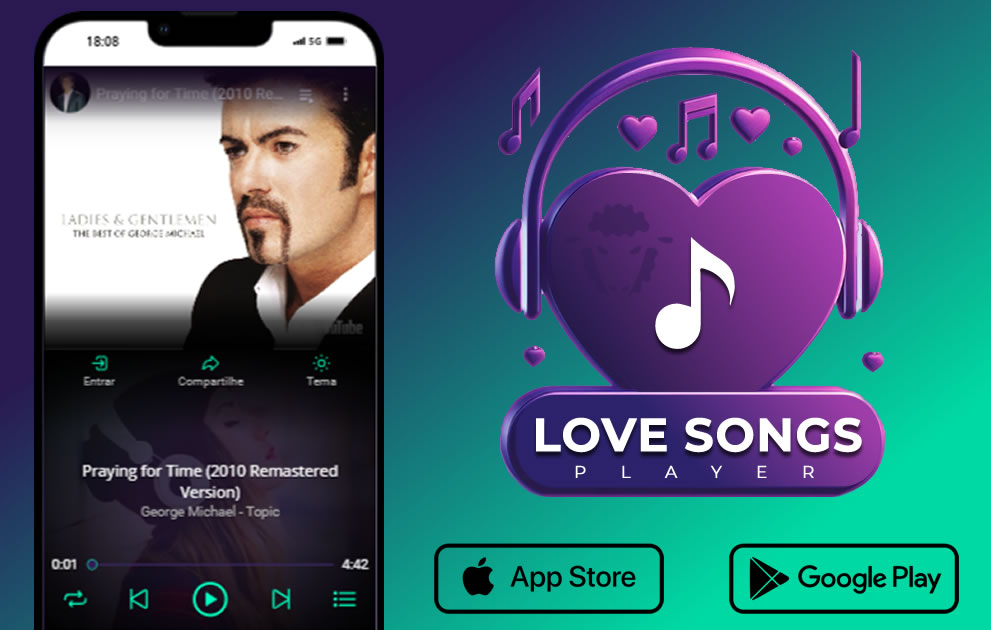 18:08
5G
Praying for Time (2010 Re...
LADIES & GENTLEMEN
THE BEST OF GEORGE MICHAEL
YouTube
Entrar
Compartilhe
Tema
Praying for Time (2010 Remastered
Version)
George Michael - Topic
0:01
4:42
LOVE SONGS
PLAYER
App Store
Google Play